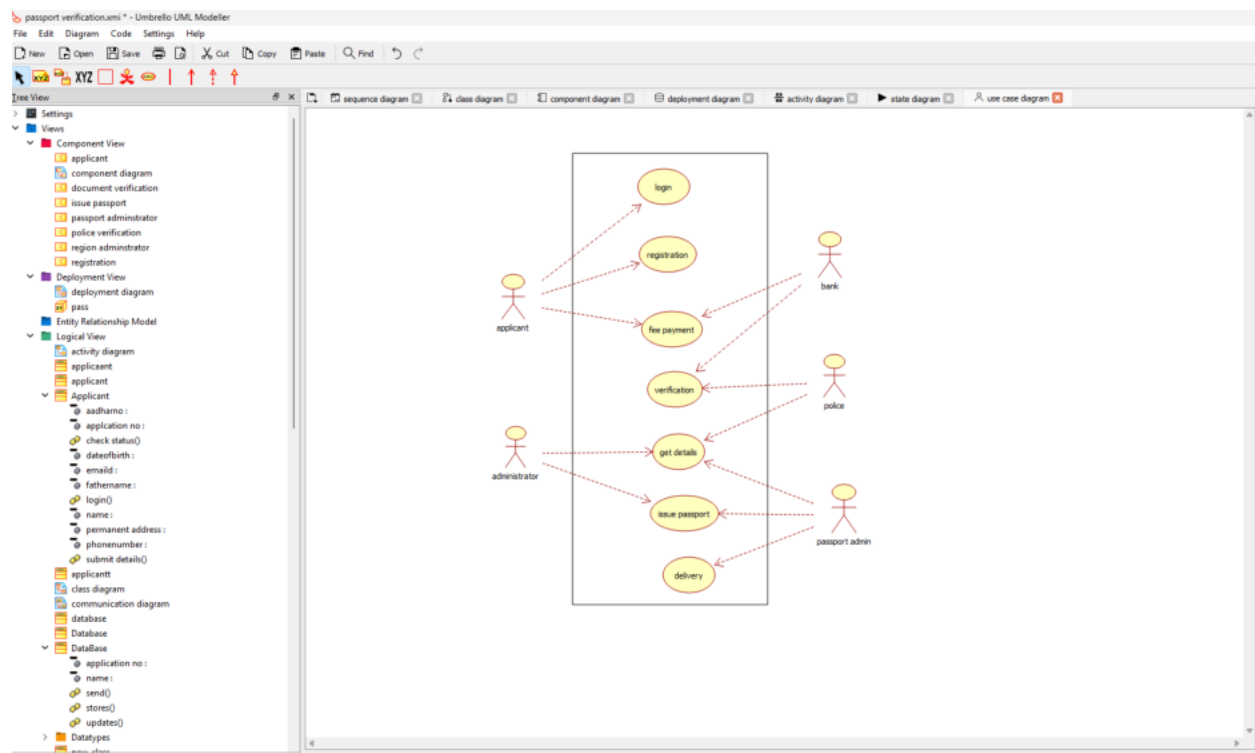 passport verification.xmi * - Umbrello UML Modeller
File Edit Diagram Code Settings Help
New Open Save Cut Copy Paste Find
XYZ XYZ
Tree View
sequence diagram class diagram component diagram deployment diagram activity diagram state diagram use case diagram
Settings
Views
Component View
applicant
component diagram
document verification
issue passport
passport adminstrator
police verification
region adminstrator
registration
Deployment View
deployment diagram
pass
Entity Relationship Model
Logical View
activity diagram
applicaant
applicant
Applicant
aadharno :
applcation no :
check status()
dateofbirth :
emaild :
fathername :
login()
name :
permanent address :
phonenumber :
submit details()
applicantt
class diagram
communication diagram
database
Database
DataBase
application no :
name :
send()
stores()
updates()
Datatypes
new_class
login
registration
bank
applicant
fee payment
verification
police
get details
administrator
issue passport
passport admin
delivery